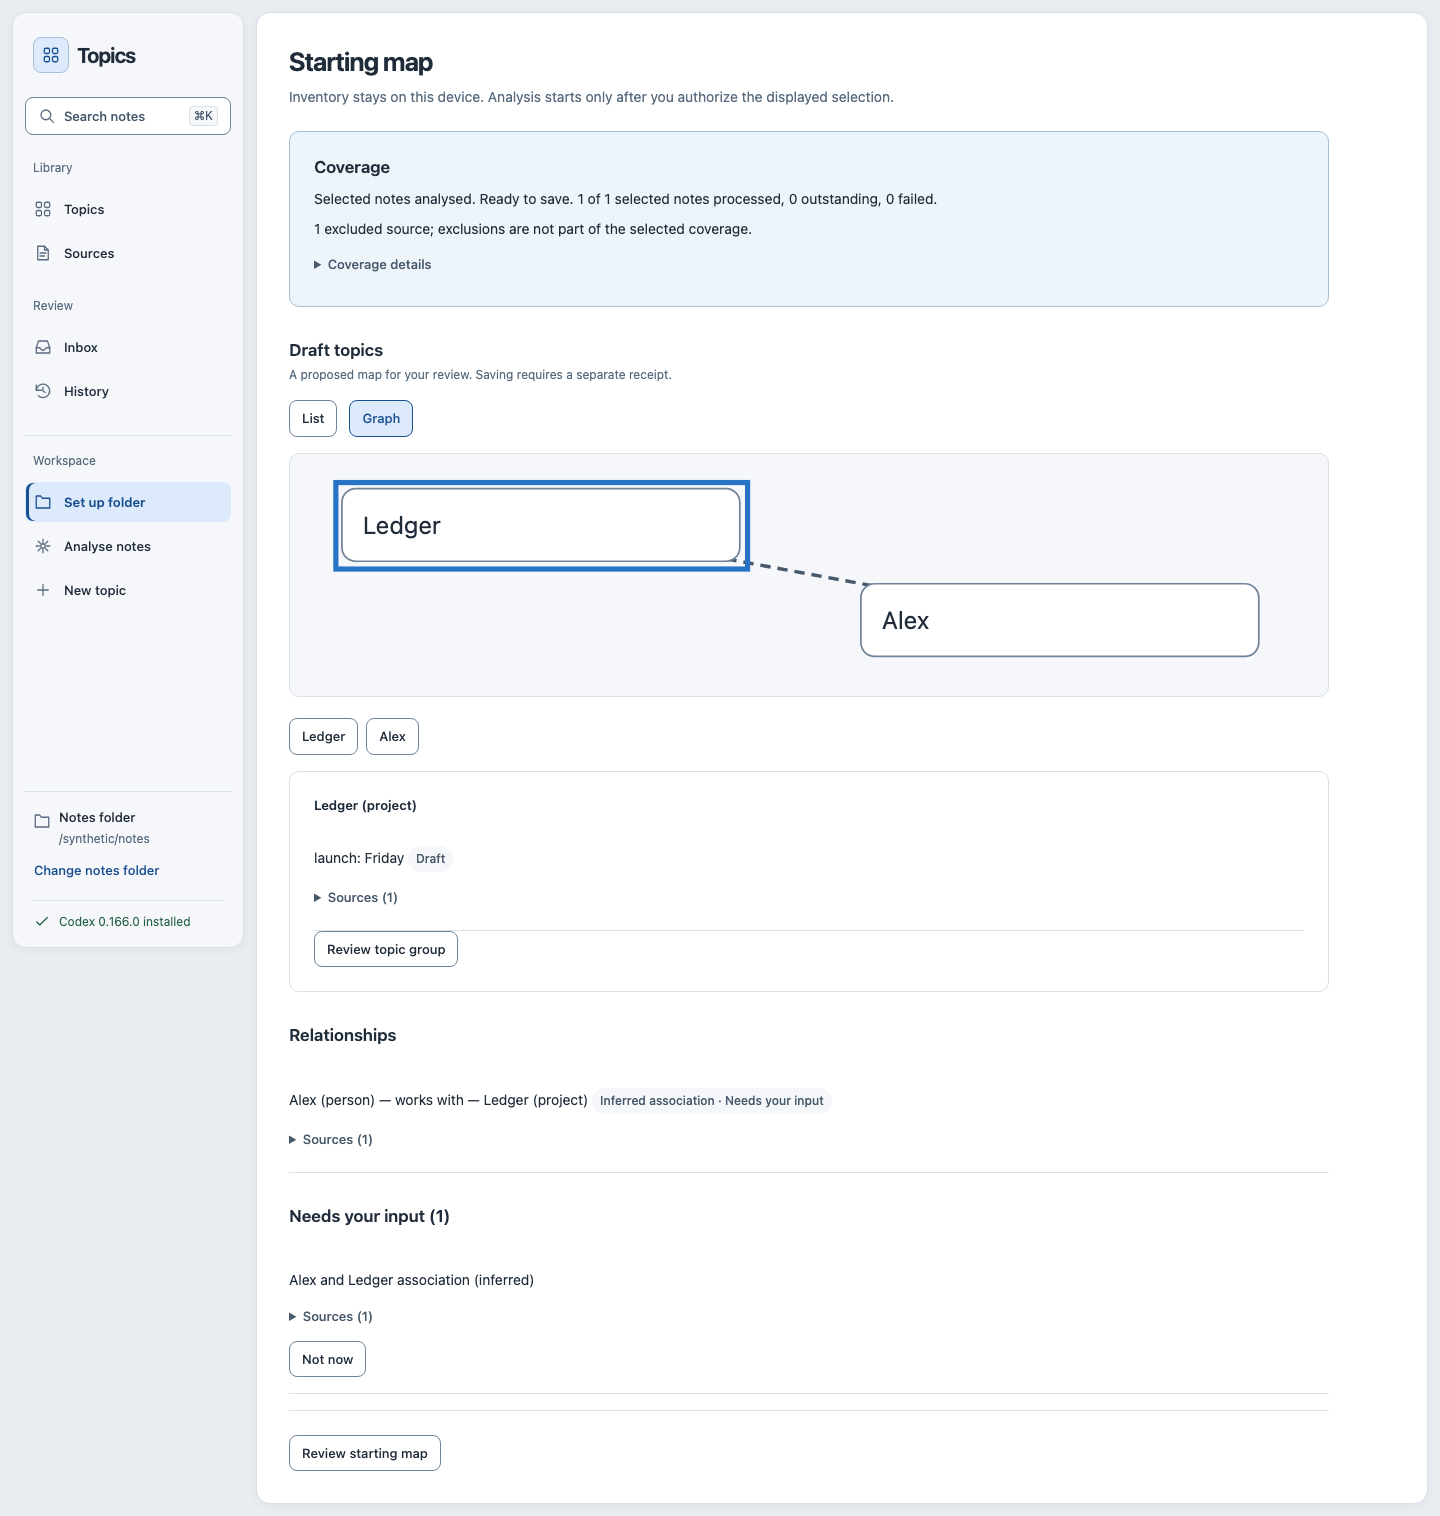 Topics
Search notes ⌘K
Library
Topics
Sources
Review
Inbox
History
Workspace
Set up folder
Analyse notes
New topic
Notes folder
/synthetic/notes
Change notes folder
Codex 0.166.0 installed
Starting map
Inventory stays on this device. Analysis starts only after you authorize the displayed selection.
Coverage
Selected notes analysed. Ready to save. 1 of 1 selected notes processed, 0 outstanding, 0 failed.
1 excluded source; exclusions are not part of the selected coverage.
Coverage details
Draft topics
A proposed map for your review. Saving requires a separate receipt.
List Graph
Ledger
Alex
Ledger Alex
Ledger (project)
launch: Friday Draft
Sources (1)
Review topic group
Relationships
Alex (person) — works with — Ledger (project) Inferred association · Needs your input
Sources (1)
Needs your input (1)
Alex and Ledger association (inferred)
Sources (1)
Not now
Review starting map